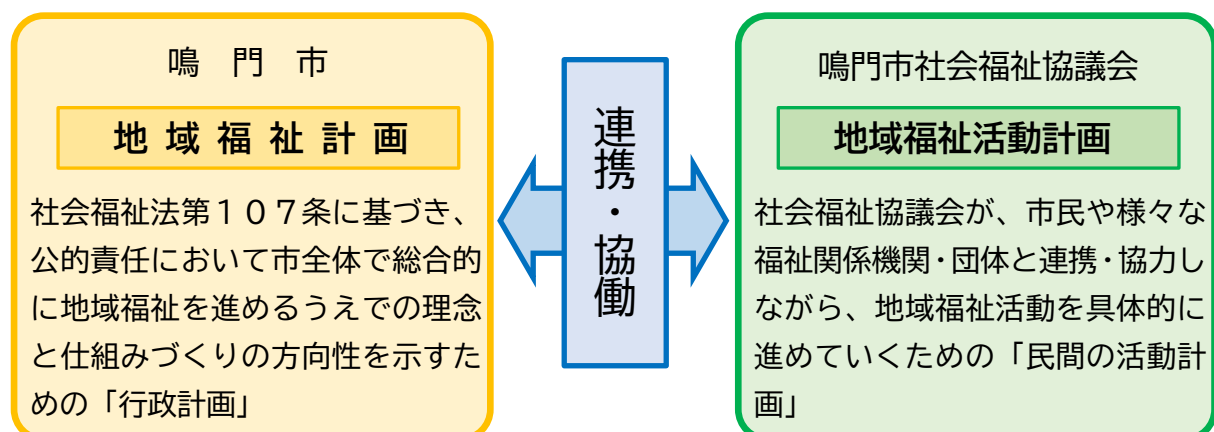 鳴門市
地域福祉計画
社会福祉法第１０７条に基づき、
公的責任において市全体で総合的
に地域福祉を進めるうえでの理念
と仕組みづくりの方向性を示すた
めの「行政計画」
連携・協働
鳴門市社会福祉協議会
地域福祉活動計画
社会福祉協議会が、市民や様々な
福祉関係機関・団体と連携・協力し
ながら、地域福祉活動を具体的に
進めていくための「民間の活動計
画」